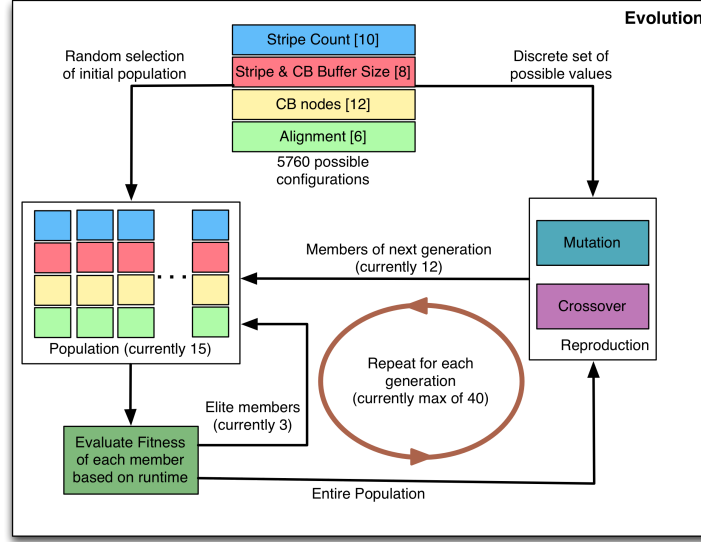 Evolution
Random selection
of initial population
Stripe Count [10]
Stripe & CB Buffer Size [8]
CB nodes [12]
Alignment [6]
5760 possible
configurations
Discrete set of
possible values
Members of next generation
(currently 12)
Mutation
Crossover
Reproduction
...
Population (currently 15)
Repeat for each
generation
(currently max of 40)
Elite members
(currently 3)
Evaluate Fitness
of each member
based on runtime
Entire Population